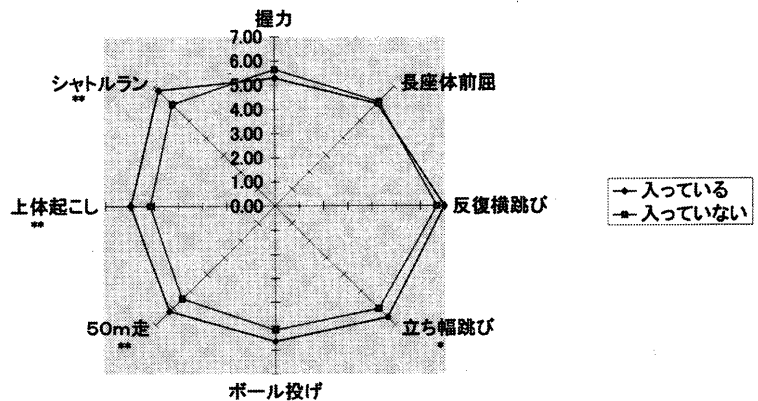 握力
7.00
6.00
5.00
4.00
3.00
2.00
1.00
0.00
長座体前屈
反復横跳び
立ち幅跳び
*
ボール投げ
50m走
**
上体起こし
**
シャトルラン
**
入っている
入っていない